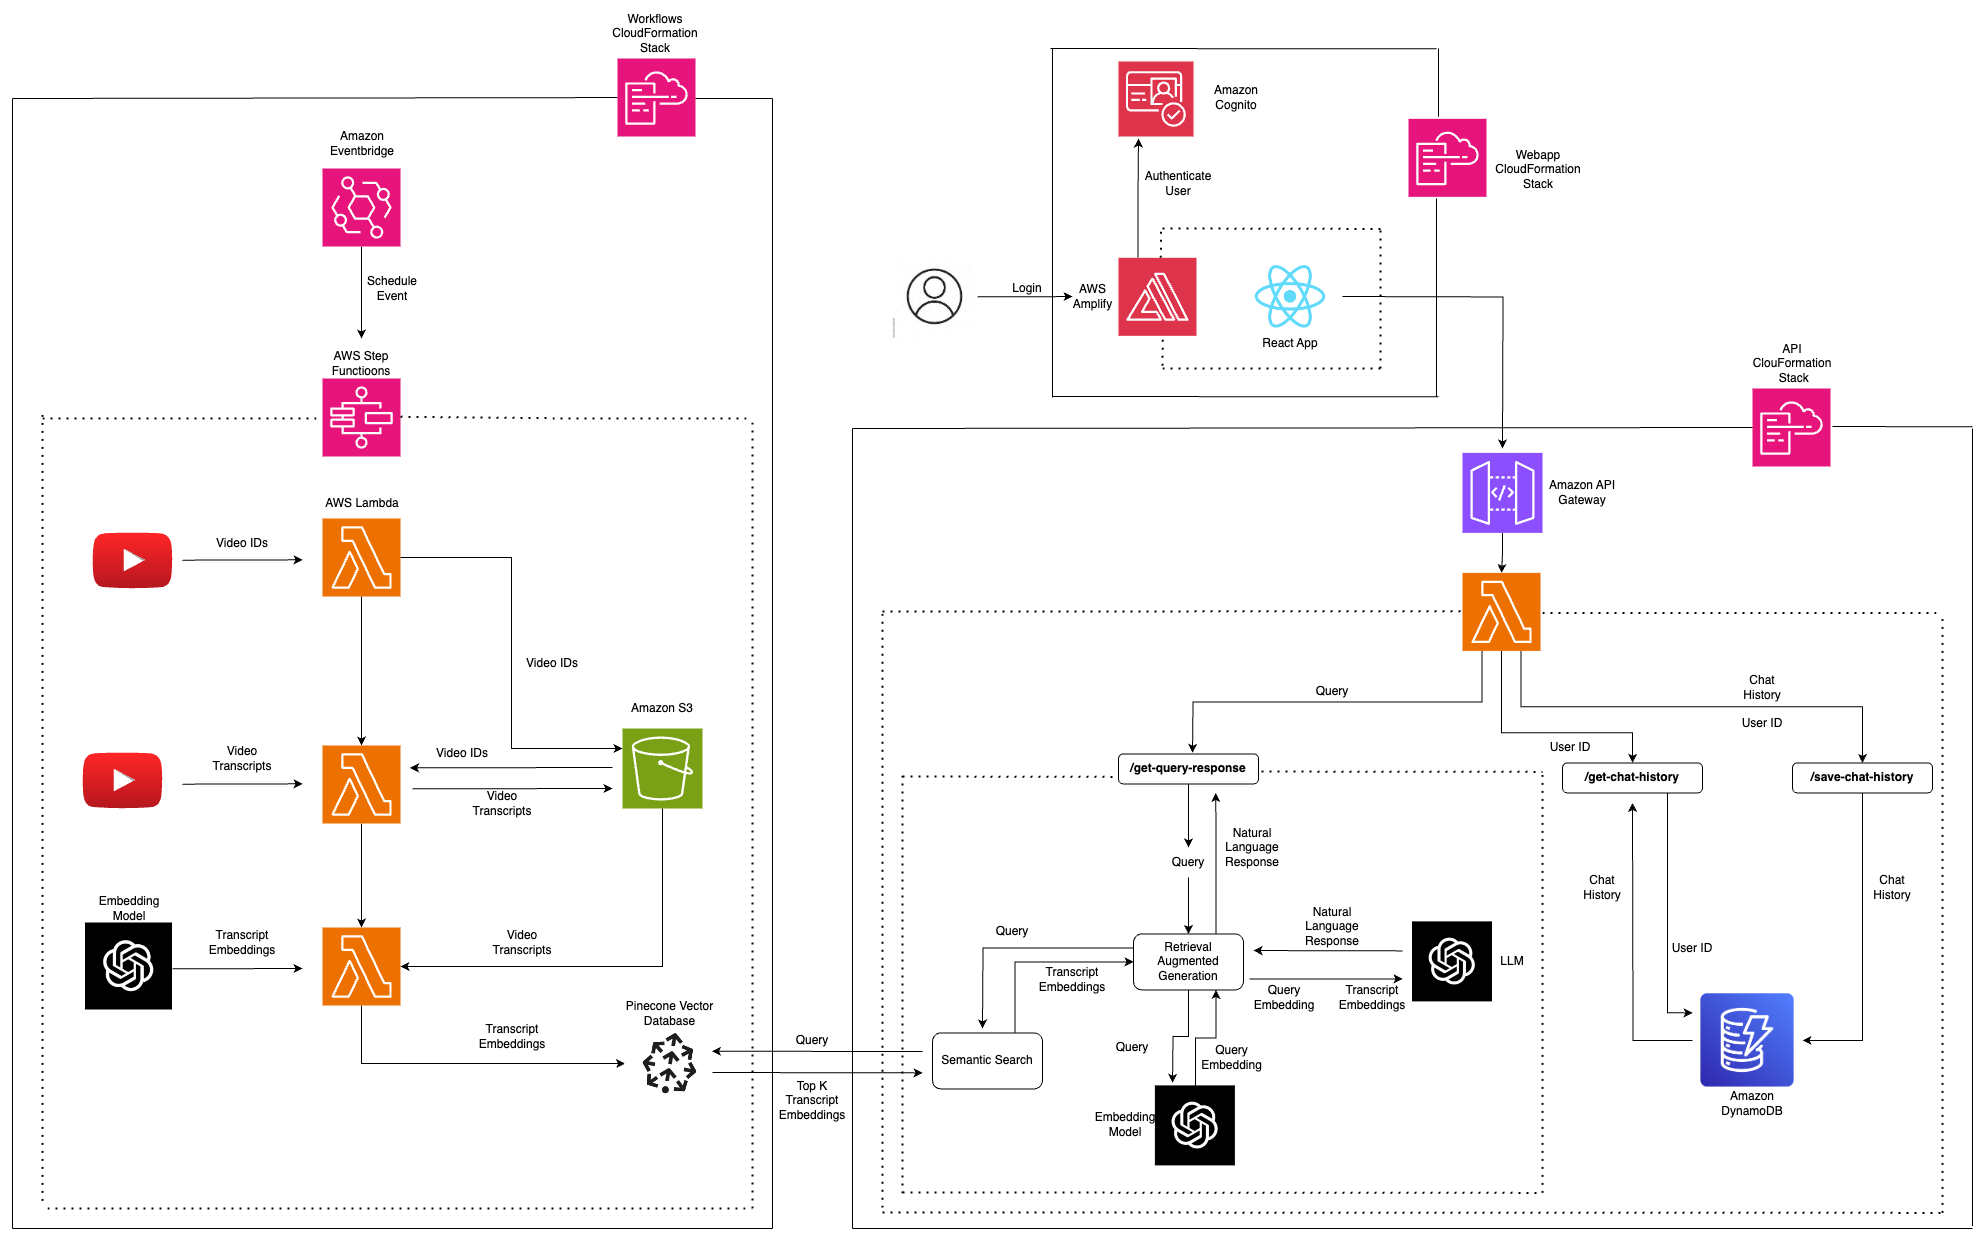 Workflows
CloudFormation
Stack
Amazon
Eventbridge
Schedule
Event
AWS Step
Functioons
AWS Lambda
Video IDs
Video IDs
Amazon S3
Video
Transcripts
Video IDs
Video
Transcripts
Embedding
Model
Transcript
Embeddings
Video
Transcripts
Transcript
Embeddings
Pinecone Vector
Database
Query
Top K
Transcript
Embeddings
Amazon
Cognito
Authenticate
User
Webapp
CloudFormation
Stack
Login
AWS
Amplify
React App
API
ClouFormation
Stack
Amazon API
Gateway
Query
Chat
History
User ID
User ID
/get-query-response
/get-chat-history
/save-chat-history
Query
Natural
Language
Response
Chat
History
Chat
History
User ID
Query
Retrieval
Augmented
Generation
Natural
Language
Response
LLM
Transcript
Embeddings
Query
Embedding
Transcript
Embeddings
Semantic Search
Query
Query
Embedding
Embedding
Model
Amazon
DynamoDB